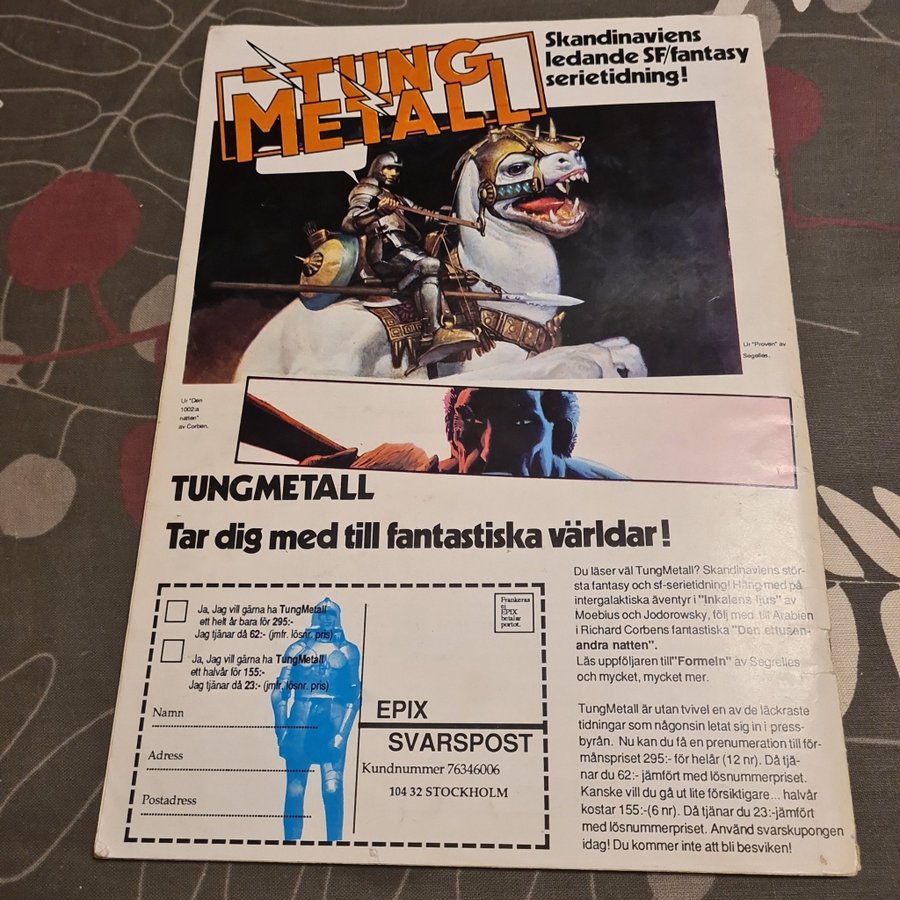 TUNG
METALL
Skandinaviens
ledande SF/fantasy
serietidning!
Ur "Proven" av
Segelles.
Ur "Den
1002:a
natten"
av Corben.
TUNGMETALL
Tar dig med till fantastiska världar!
Ja, Jag vill gärna ha TungMetall
ett helt år bara för 295:-
Jag tjänar då 62:- (jmfr. lösnr. pris)
Ja, Jag vill gärna ha TungMetall
ett halvår för 155:-
Jag tjänar då 23:- (jmfr. lösnr. pris)
Namn
Adress
Postadress
Frankeras
ej
EPIX
betalar
portot.
EPIX
SVARSPOST
Kundnummer 76346006
104 32 STOCKHOLM
Du läser väl TungMetall? Skandinaviens stör-
sta fantasy och sf-serietidning! Häng med på
intergalaktiska äventyr i "Inkalens ljus" av
Moebius och Jodorowsky, följ med till Arabien
i Richard Corbens fantastiska "Den ettusen-
andra natten".
Läs uppföljaren till "Formeln" av Segrelles
och mycket, mycket mer.
TungMetall är utan tvivel en av de läckraste
tidningar som någonsin letat sig in i press-
byrån. Nu kan du få en prenumeration till för-
månspriset 295:- för helår (12 nr). Då tjä-
nar du 62:- jämfört med lösnummerpriset.
Kanske vill du gå ut lite försiktigare... halvår
kostar 155:-(6 nr). Då tjänar du 23:-jämfört
med lösnummerpriset. Använd svarskupongen
idag! Du kommer inte att bli besviken!